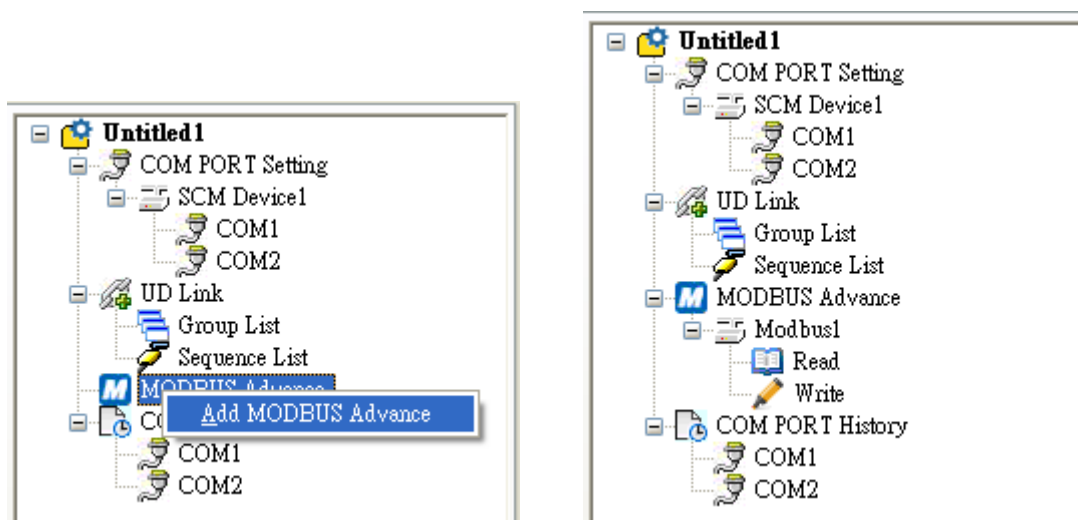 Untitled1
COM PORT Setting
SCM Device1
COM1
COM2
UD Link
Group List
Sequence List
MODBUS Advance
Add MODBUS Advance
COM1
COM2
Untitled1
COM PORT Setting
SCM Device1
COM1
COM2
UD Link
Group List
Sequence List
MODBUS Advance
Modbus1
Read
Write
COM PORT History
COM1
COM2